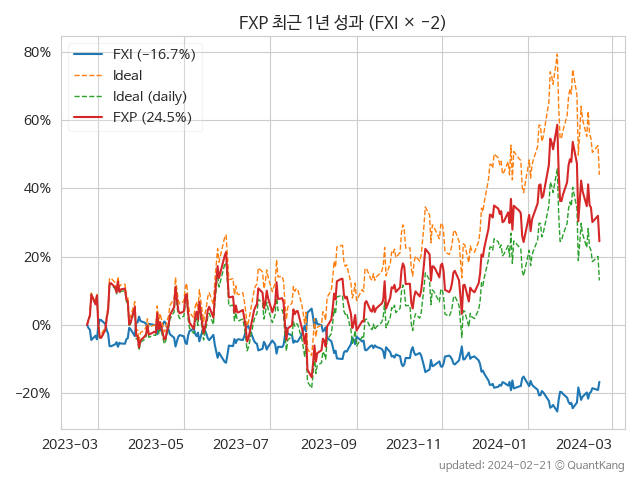 FXP 최근 1년 성과 (FXI × −2)
FXI (−16.7%)
Ideal
Ideal (daily)
FXP (24.5%)
80%
60%
40%
20%
0%
−20%
2023-03 2023-05 2023-07 2023-09 2023-11 2024-01 2024-03
updated: 2024-02-21 © QuantKang